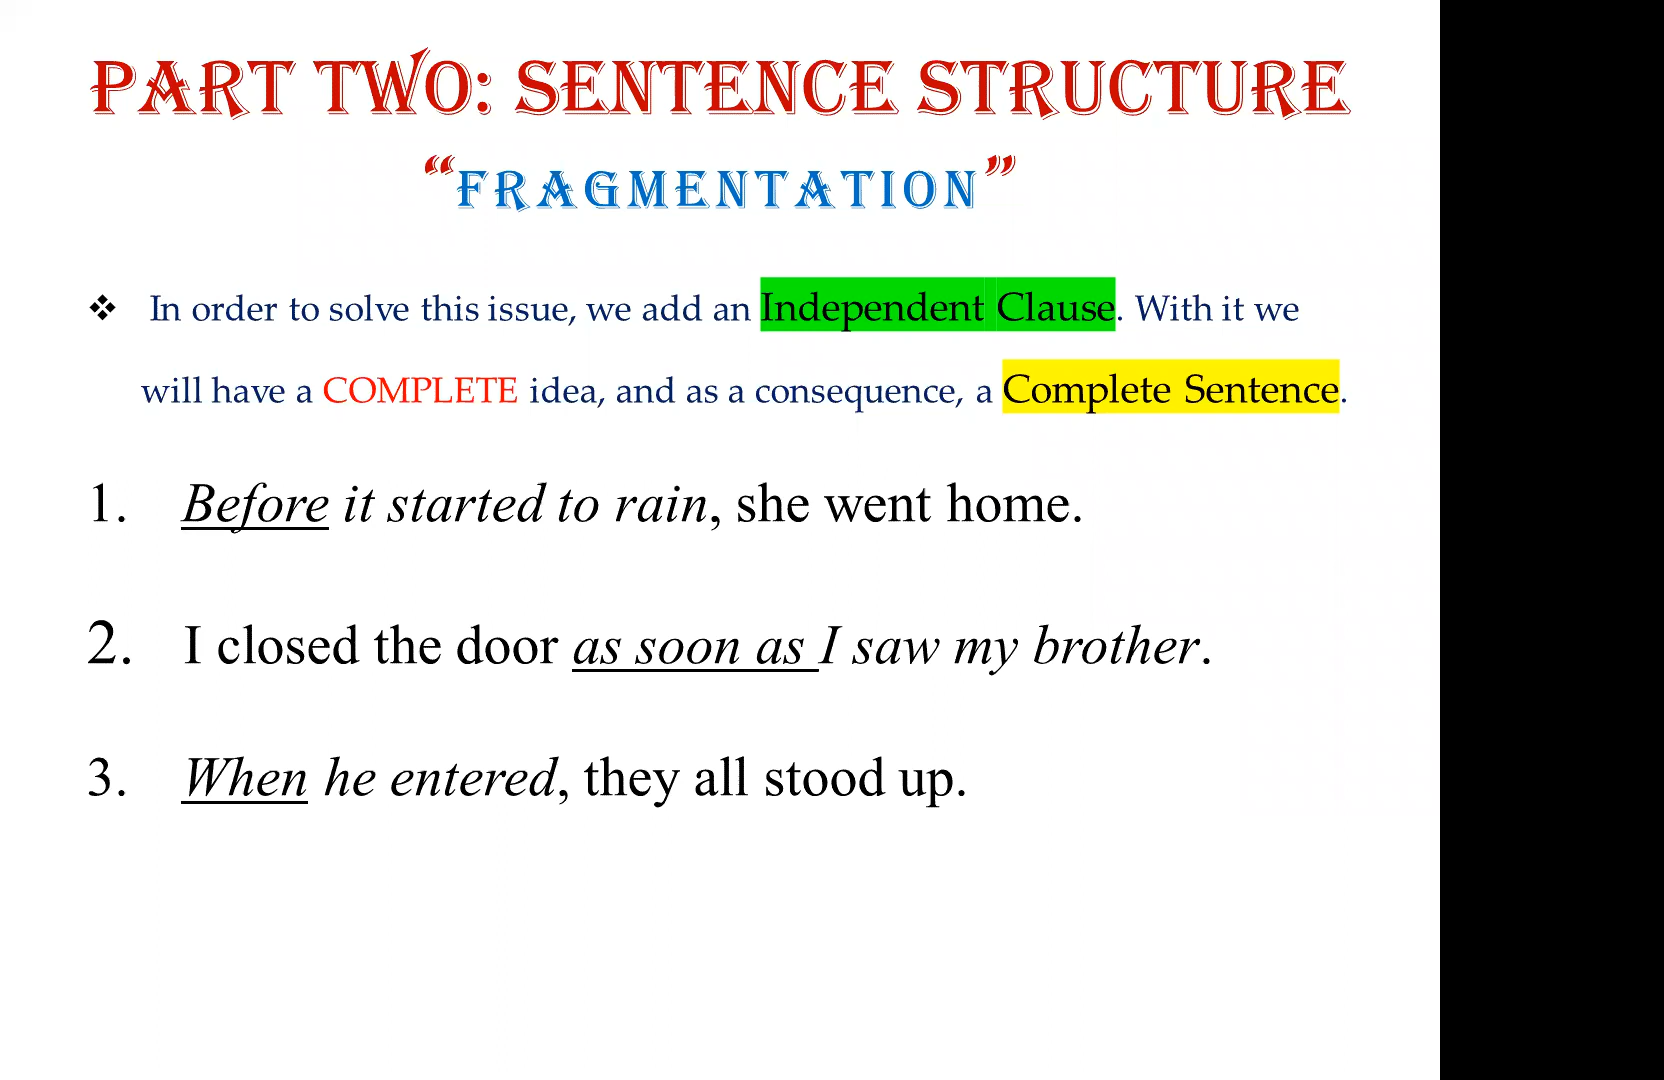 PART TWO: SENTENCE STRUCTURE
“FRAGMENTATION”
❖ In order to solve this issue, we add an Independent Clause. With it we
will have a COMPLETE idea, and as a consequence, a Complete Sentence.
1. Before it started to rain, she went home.
2. I closed the door as soon as I saw my brother.
3. When he entered, they all stood up.